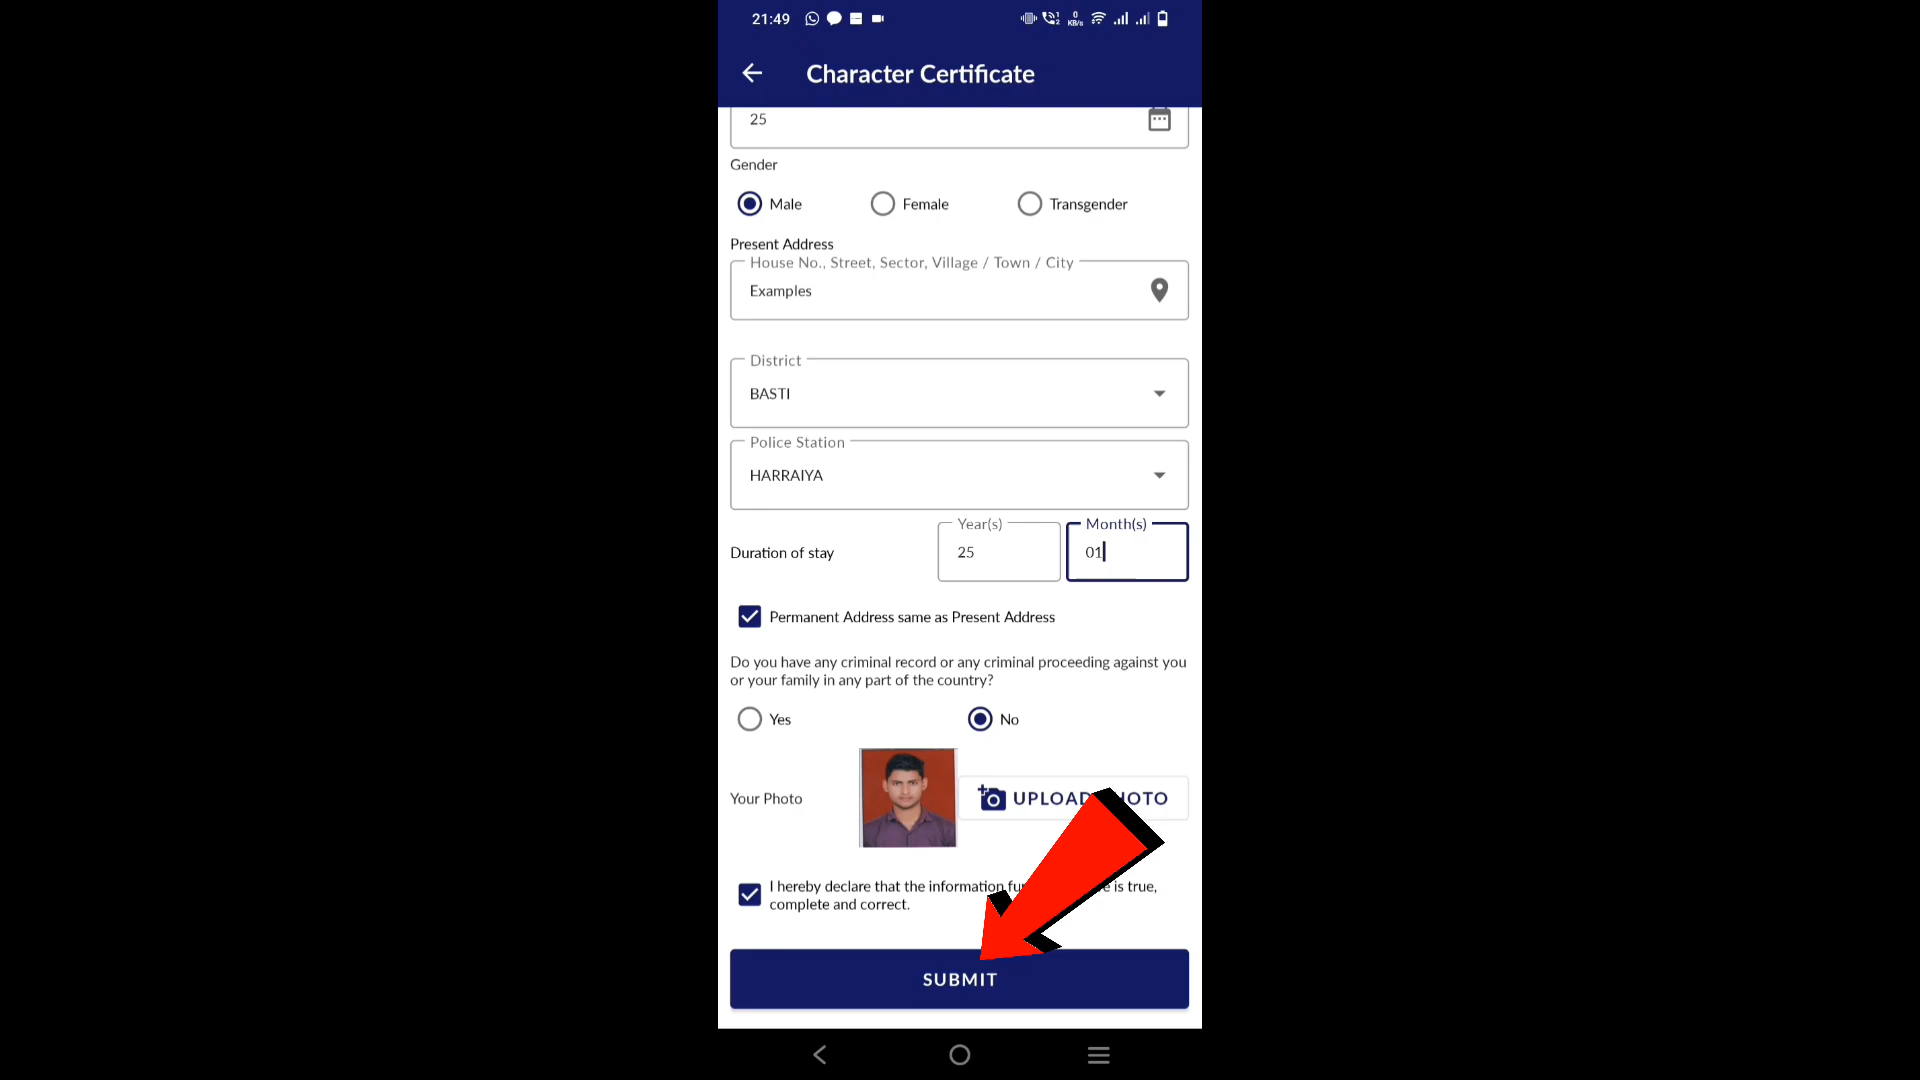 21:49
0
KB/s
Character Certificate
25
Gender
Male Female Transgender
Present Address
House No., Street, Sector, Village / Town / City
Examples
District
BASTI
Police Station
HARRAIYA
Year(s) Month(s)
Duration of stay 25 01
Permanent Address same as Present Address
Do you have any criminal record or any criminal proceeding against you
or your family in any part of the country?
Yes No
Your Photo UPLOAD
I hereby declare that the information is true,
complete and correct.
SUBMIT